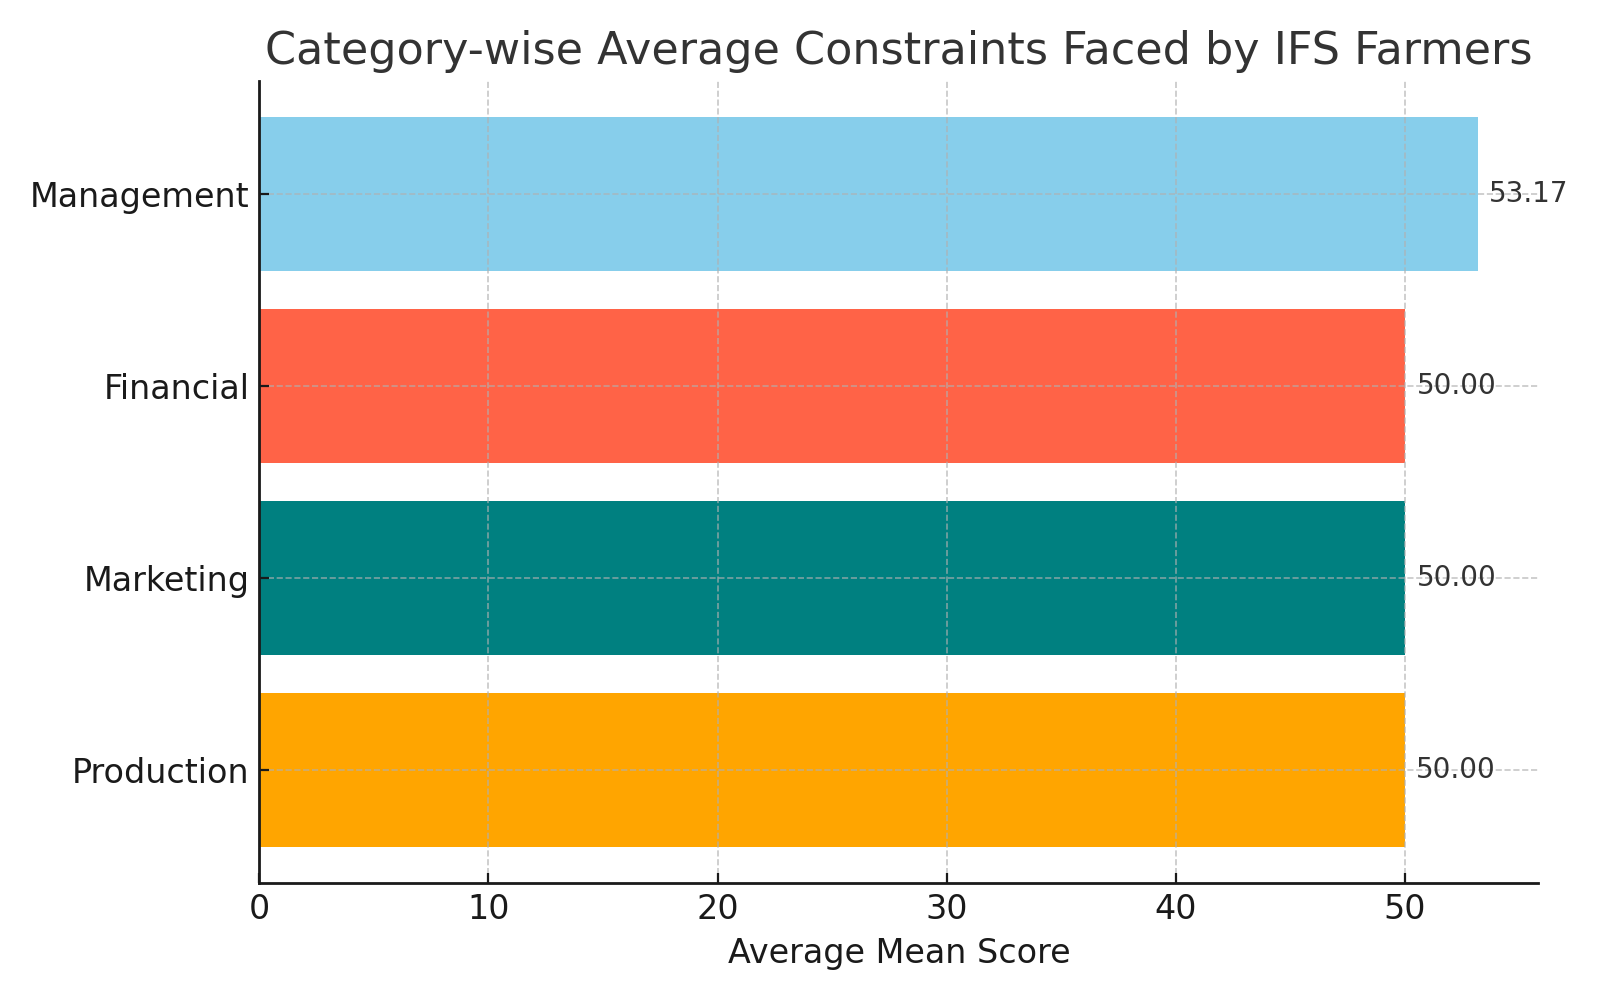 Category-wise Average Constraints Faced by IFS Farmers
Management
53.17
Financial
50.00
Marketing
50.00
Production
50.00
0 10 20 30 40 50
Average Mean Score